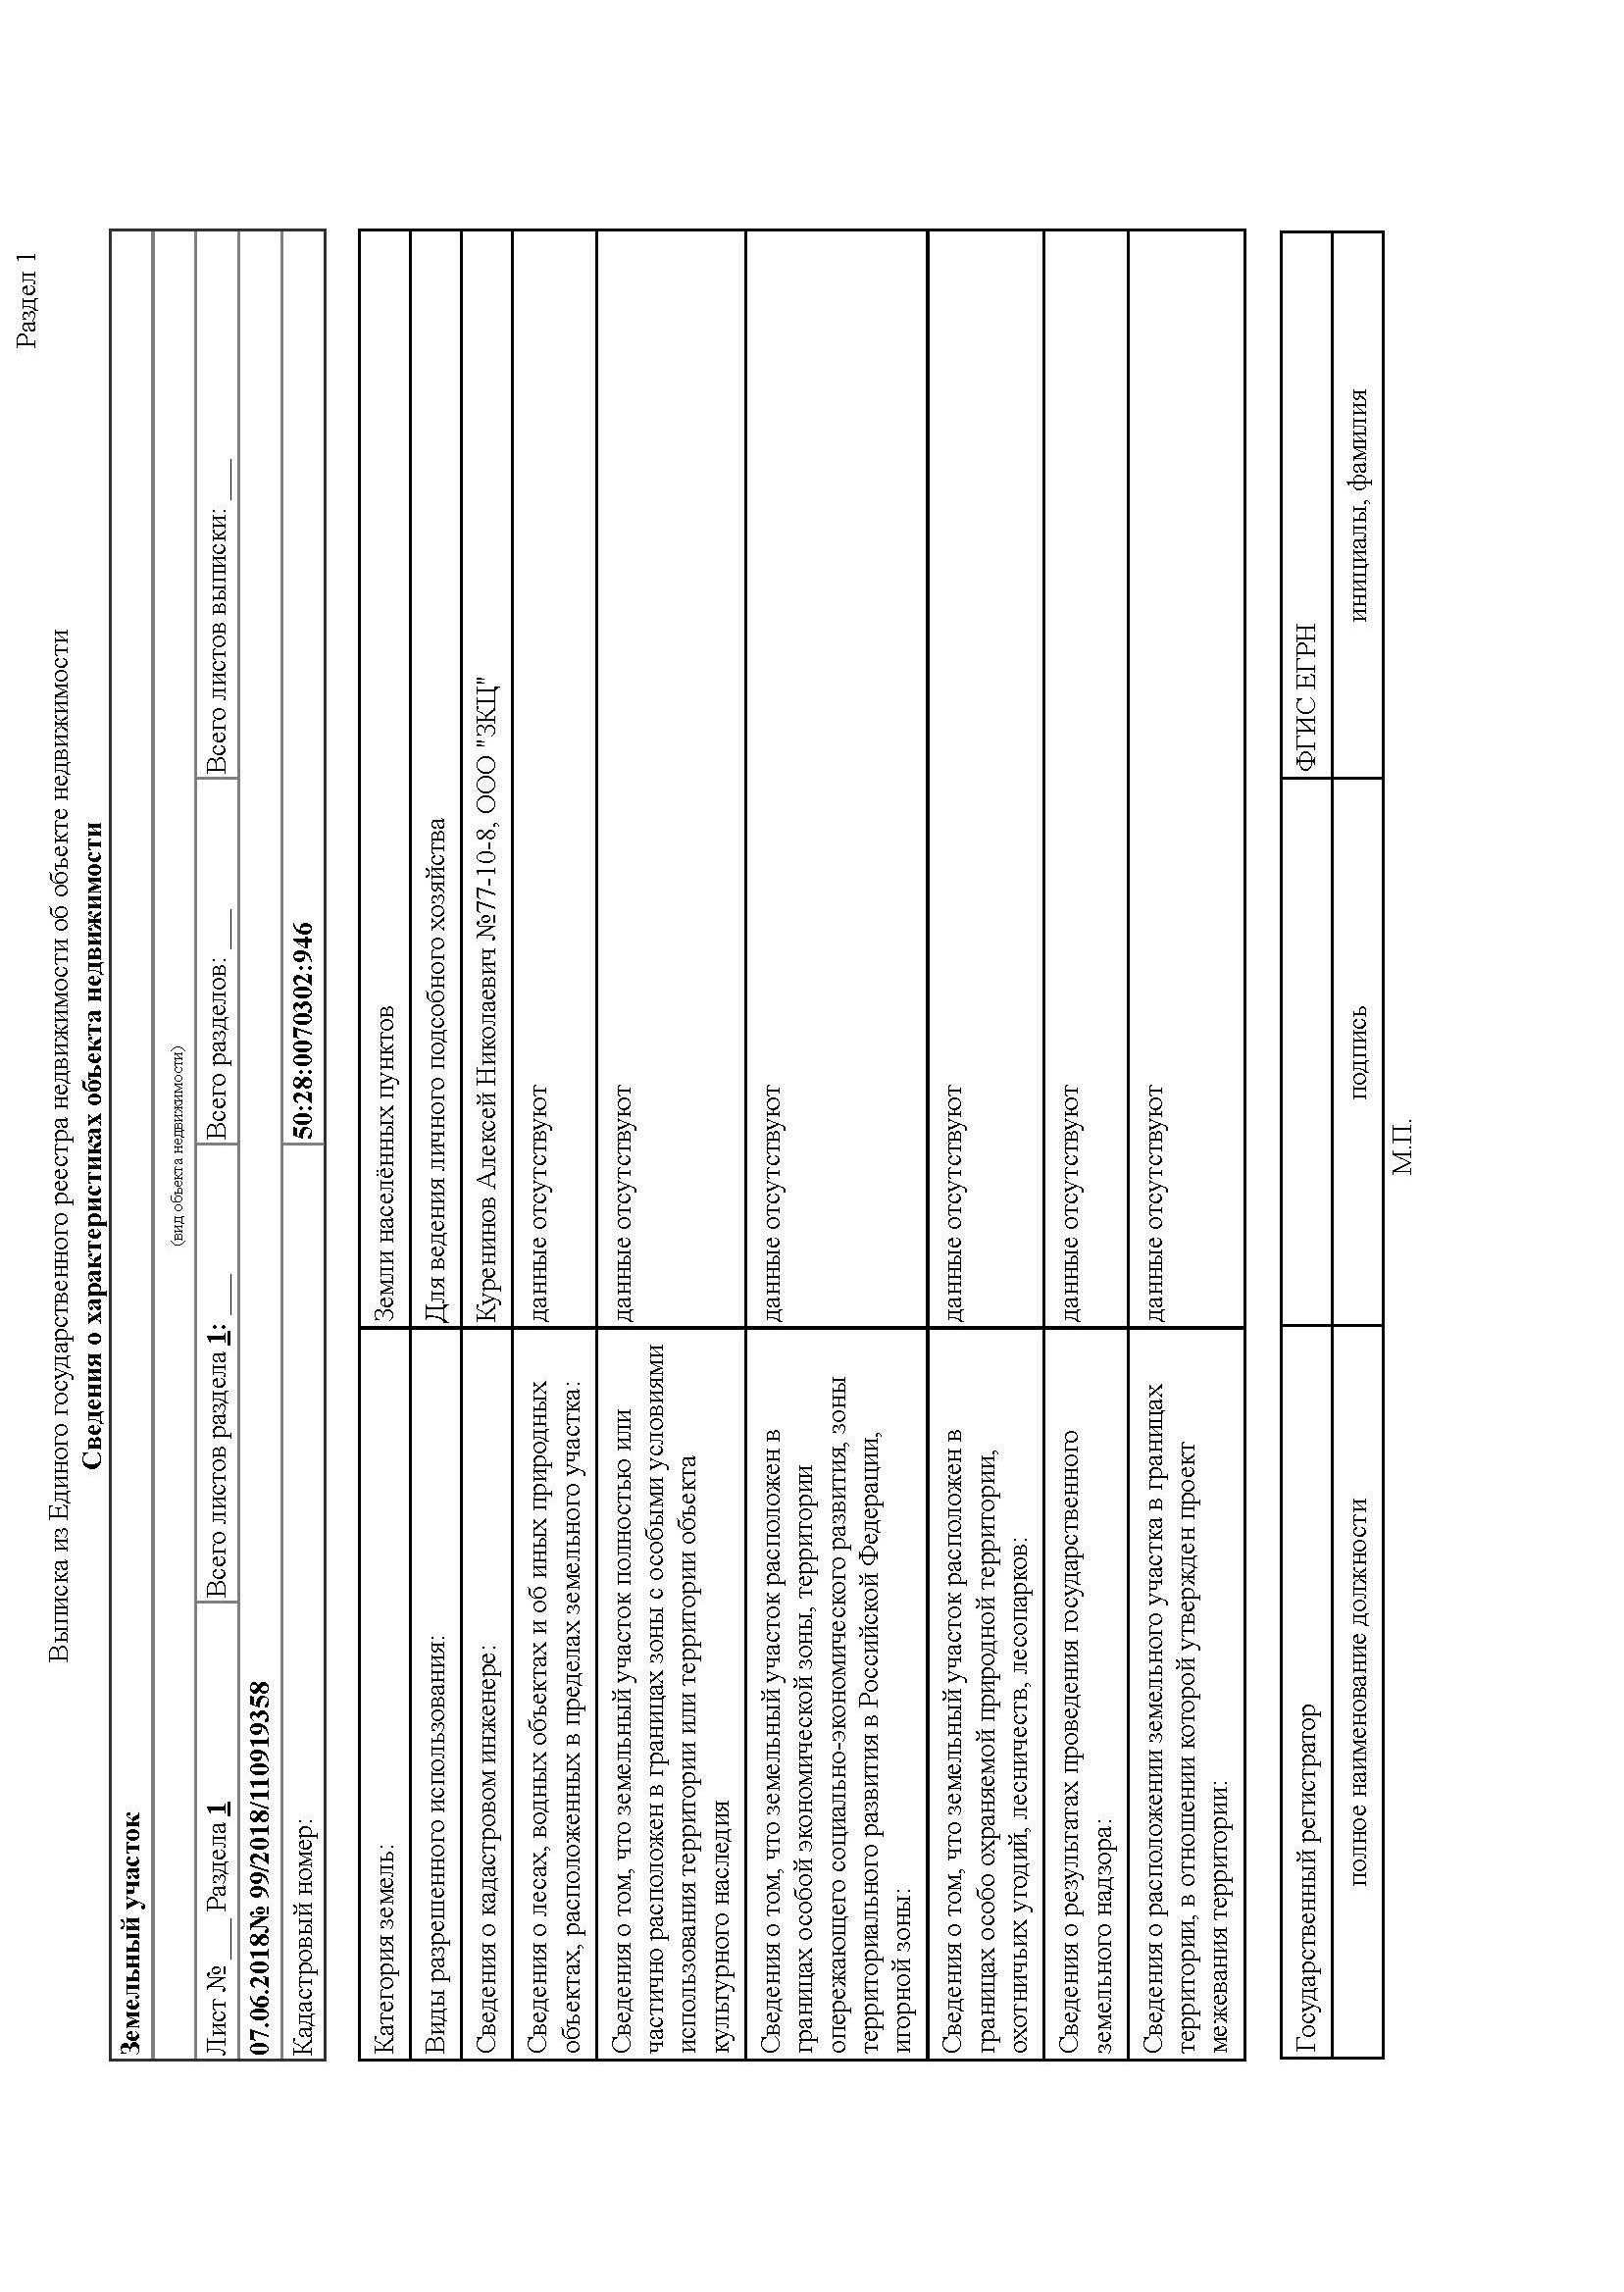 Раздел 1
Выписка из Единого государственного реестра недвижимости об объекте недвижимости
Сведения о характеристиках объекта недвижимости
Земельный участок
(вид объекта недвижимости)
Лист № ___ Раздела 1 Всего листов раздела 1: ___ Всего разделов: ___ Всего листов выписки: ___
07.06.2018№ 99/2018/110919358
Кадастровый номер: 50:28:0070302:946
Категория земель: Земли населённых пунктов
Виды разрешенного использования: Для ведения личного подсобного хозяйства
Сведения о кадастровом инженере: Куренинов Алексей Николаевич №77-10-8, ООО "ЗКЦ"
Сведения о лесах, водных объектах и об иных природных данные отсутствуют
объектах, расположенных в пределах земельного участка:
Сведения о том, что земельный участок полностью или данные отсутствуют
частично расположен в границах зоны с особыми условиями
использования территории или территории объекта
культурного наследия
Сведения о том, что земельный участок расположен в данные отсутствуют
границах особой экономической зоны, территории
опережающего социально-экономического развития, зоны
территориального развития в Российской Федерации,
игорной зоны:
Сведения о том, что земельный участок расположен в данные отсутствуют
границах особо охраняемой природной территории,
охотничьих угодий, лесничеств, лесопарков:
Сведения о результатах проведения государственного данные отсутствуют
земельного надзора:
Сведения о расположении земельного участка в границах данные отсутствуют
территории, в отношении которой утвержден проект
межевания территории:
Государственный регистратор ФГИС ЕГРН
полное наименование должности подпись инициалы, фамилия
М.П.